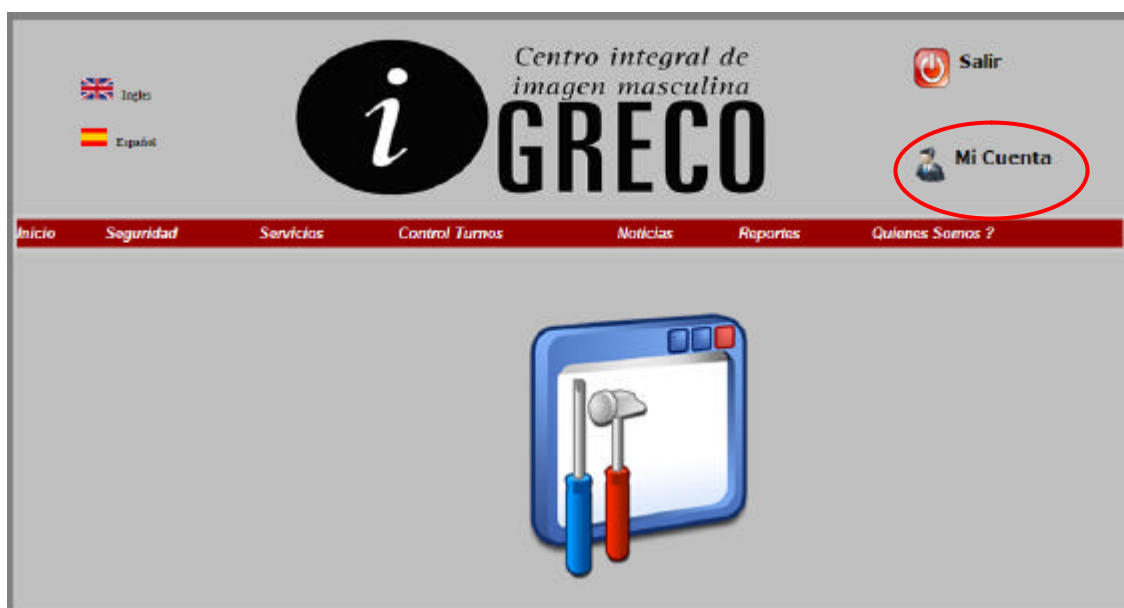 Ingles
Español
i
Centro integral de
imagen masculina
GRECO
Salir
Mi Cuenta
Inicio Seguridad Servicios Control Turnos Noticias Reportes Quienes Somos ?